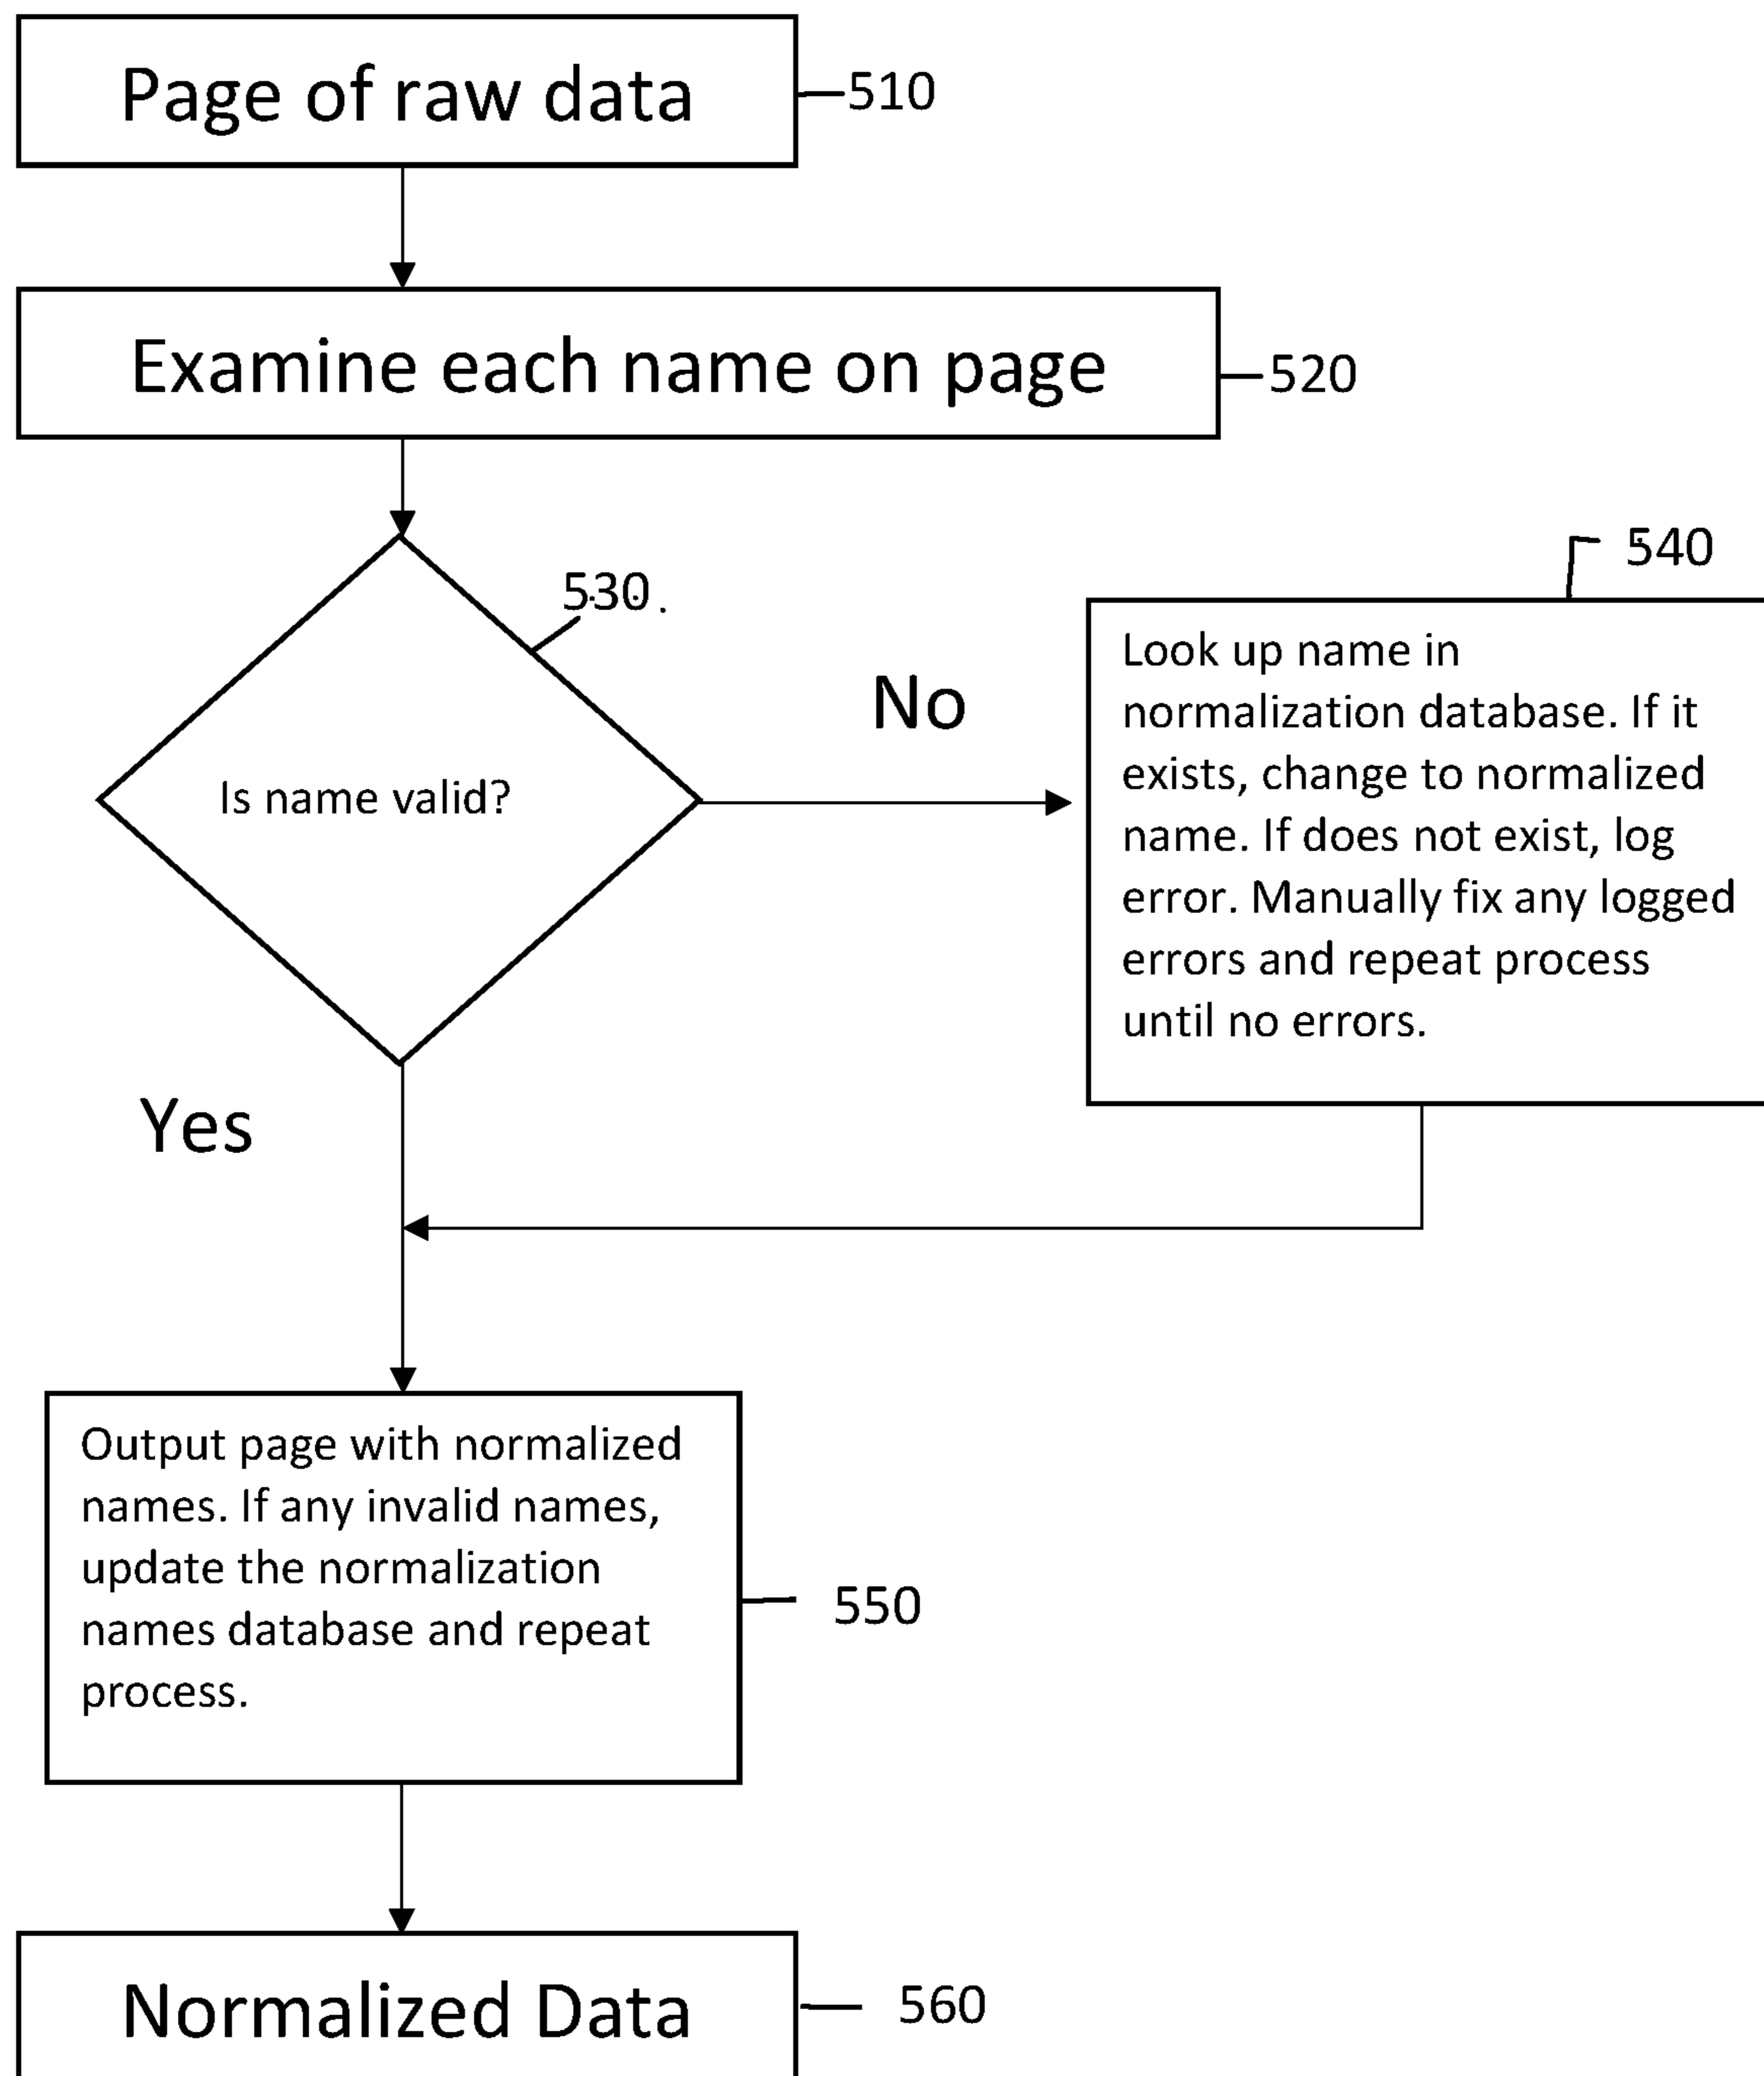 Page of raw data
510
Examine each name on page
520
530.
540
Is name valid?
No
Look up name in
normalization database. If it
exists, change to normalized
name. If does not exist, log
error. Manually fix any logged
errors and repeat process
until no errors.
Yes
Output page with normalized
names. If any invalid names,
update the normalization
names database and repeat
process.
550
Normalized Data
560